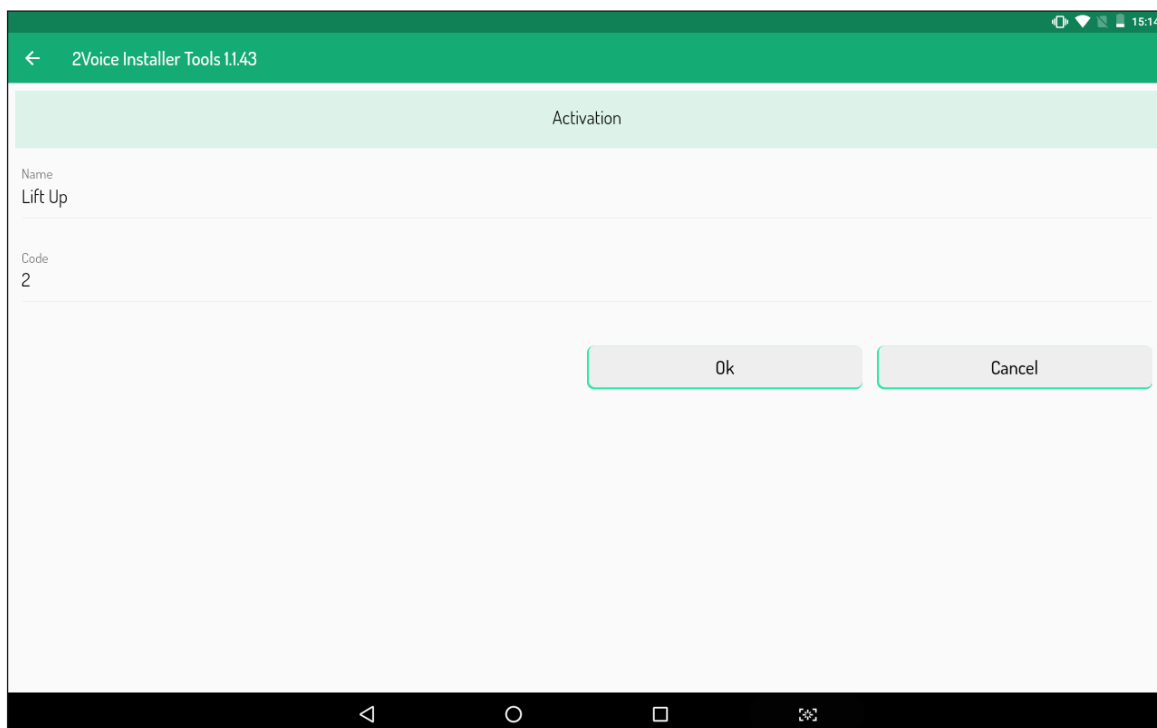 15:14
2Voice Installer Tools 1.1.43
Activation
Name
Lift Up
Code
2
Ok
Cancel